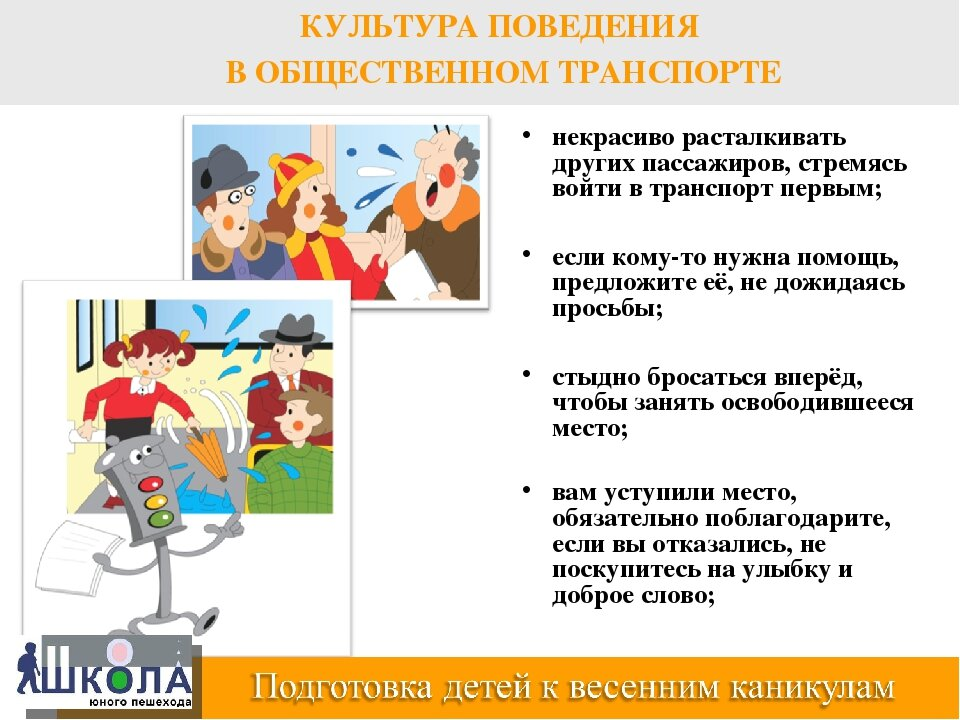 КУЛЬТУРА ПОВЕДЕНИЯ
В ОБЩЕСТВЕННОМ ТРАНСПОРТЕ
• некрасиво расталкивать
других пассажиров, стремясь
войти в транспорт первым;
• если кому-то нужна помощь,
предложите её, не дожидаясь
просьбы;
• стыдно бросаться вперёд,
чтобы занять освободившееся
место;
• вам уступили место,
обязательно поблагодарите,
если вы отказались, не
поскупитесь на улыбку и
доброе слово;
ШКОЛА
юного пешехода
Подготовка детей к весенним каникулам